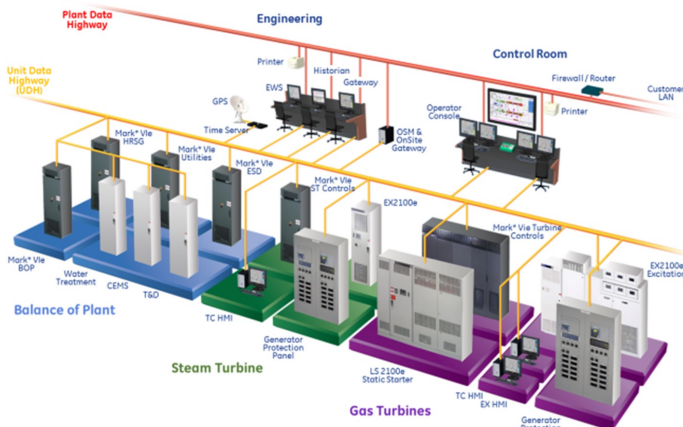 Plant Data
Highway
Engineering
Control Room
Unit Data
Highway
(UDH)
Printer
Historian
Gateway
EWS
GPS
Time Server
OSM &
OnSite
Gateway
Operator
Console
Firewall / Router
Customer
LAN
Printer
Mark* VIe
HRSG
Mark* VIe
Utilities
Mark* VIe
ESD
Mark* VIe
ST Controls
EX2100e
Mark* VIe Turbine
Controls
EX2100e
Excitation
Mark* VIe
BOP
Water
Treatment
CEMS
T&D
Balance of Plant
TC HMI
Generator
Protection
Panel
Steam Turbine
LS 2100e
Static Starter
TC HMI
EX HMI
Generator
Protection
Gas Turbines